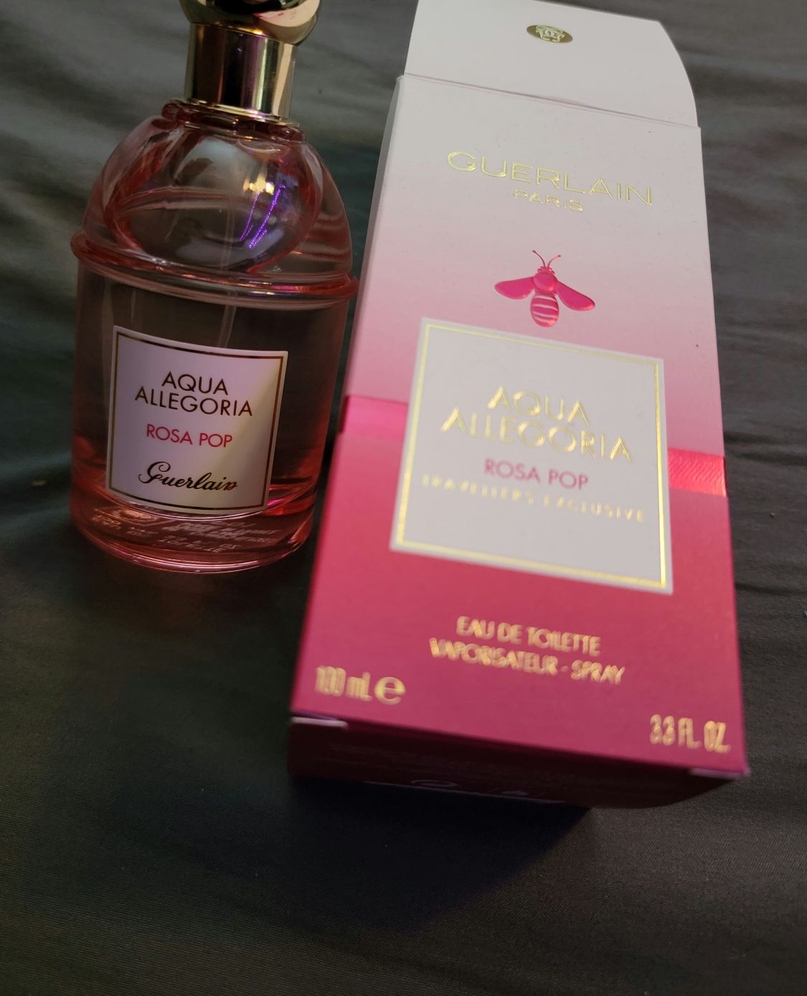 AQUA
ALLEGORIA
ROSA POP
Guerlain
GUERLAIN
PARIS
AQUA
ALLEGORIA
ROSA POP
TRAVELLERS EXCLUSIVE
EAU DE TOILETTE
VAPORISATEUR - SPRAY
100 mL e
3.3 FL. OZ.